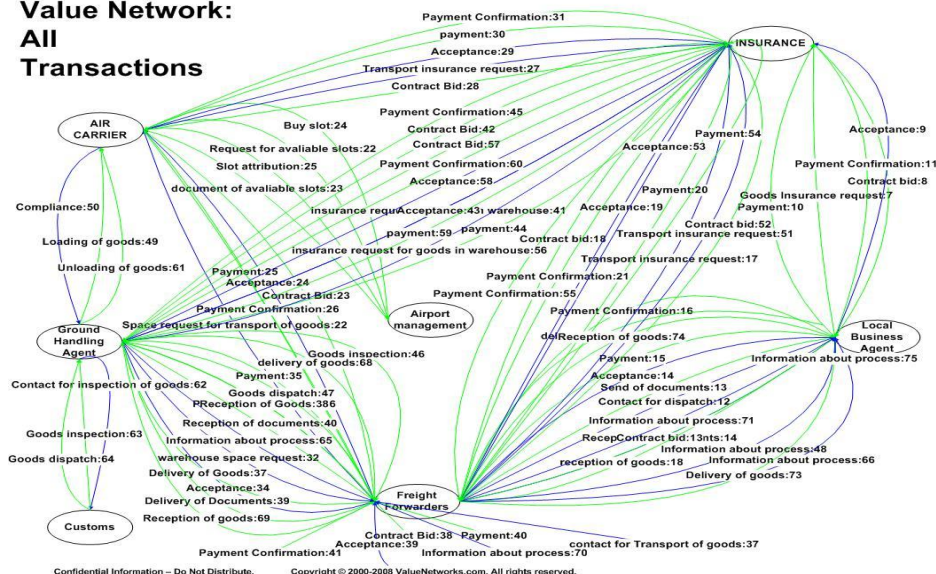 Value Network:
All
Transactions
Payment Confirmation:31
payment:30
Acceptance:29
Transport insurance request:27
Contract Bid:28
INSURANCE
AIR
CARRIER
Buy slot:24
Request for avaliable slots:22
Slot attribution:25
document of avaliable slots:23
Payment Confirmation:45
Contract Bid:42
Contract Bid:57
Payment Confirmation:60
Acceptance:58
insurance requ
Acceptance:43
warehouse:41
payment:59
payment:44
insurance request for goods in warehouse:56
Payment:54
Acceptance:53
Payment:20
Acceptance:19
Contract bid:52
Contract bid:18
Transport insurance request:51
Transport insurance request:17
Payment Confirmation:21
Payment Confirmation:55
Acceptance:9
Payment Confirmation:11
Contract bid:8
Goods Insurance request:7
Payment:10
Compliance:50
Loading of goods:49
Unloading of goods:61
Payment:25
Acceptance:24
Contract Bid:23
Payment Confirmation:26
Space request for transport of goods:22
Airport
management
Ground
Handling
Agent
Local
Business
Agent
Payment Confirmation:16
Reception of goods:74
Information about process:75
Goods inspection:46
delivery of goods:68
Payment:35
Goods dispatch:47
Reception of Goods:38
Reception of documents:40
Information about process:65
warehouse space request:32
Delivery of Goods:37
Acceptance:34
Delivery of Documents:39
Reception of goods:69
Contact for inspection of goods:62
Goods inspection:63
Goods dispatch:64
Customs
Payment:15
Acceptance:14
Send of documents:13
Contact for dispatch:12
Information about process:71
Contract bid:13
nts:14
Information about process:48
reception of goods:18
Information about process:66
Delivery of goods:73
Freight
Forwarders
Contract Bid:38
Payment:40
Acceptance:39
contact for Transport of goods:37
Payment Confirmation:41
Information about process:70
Confidential Information – Do Not Distribute.
Copyright © 2000-2008 ValueNetworks.com. All rights reserved.